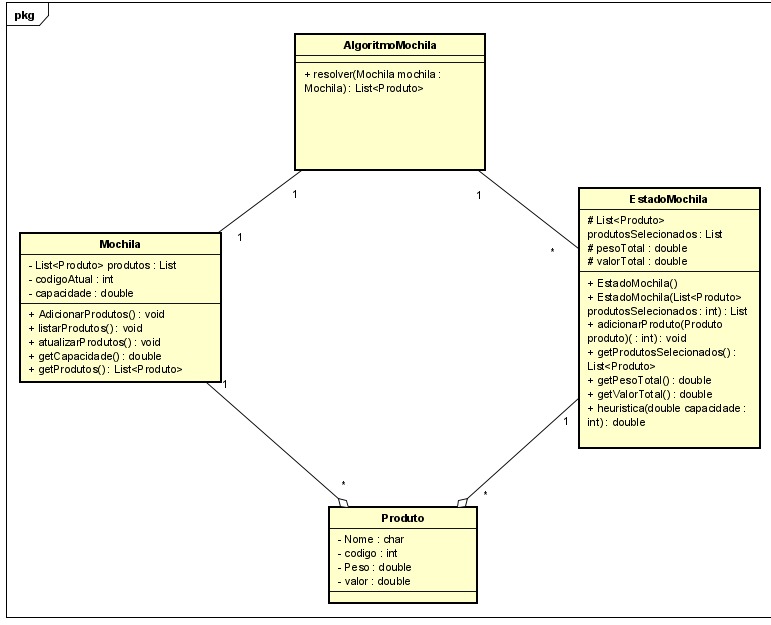 pkg
AlgoritmoMochila
+ resolver(Mochila mochila :
Mochila) : List<Produto>
1
1
1
*
Mochila
- List<Produto> produtos : List
- codigoAtual : int
- capacidade : double
+ AdicionarProdutos() : void
+ listarProdutos() : void
+ atualizarProdutos() : void
+ getCapacidade() : double
+ getProdutos() : List<Produto>
EstadoMochila
# List<Produto>
produtosSelecionados : List
# pesoTotal : double
# valorTotal : double
+ EstadoMochila()
+ EstadoMochila(List<Produto>
produtosSelecionados : int) : List
+ adicionarProduto(Produto
produto)( : int) : void
+ getProdutosSelecionados() :
List<Produto>
+ getPesoTotal() : double
+ getValorTotal() : double
+ heuristica(double capacidade :
int) : double
1
1
*
*
Produto
- Nome : char
- codigo : int
- Peso : double
- valor : double